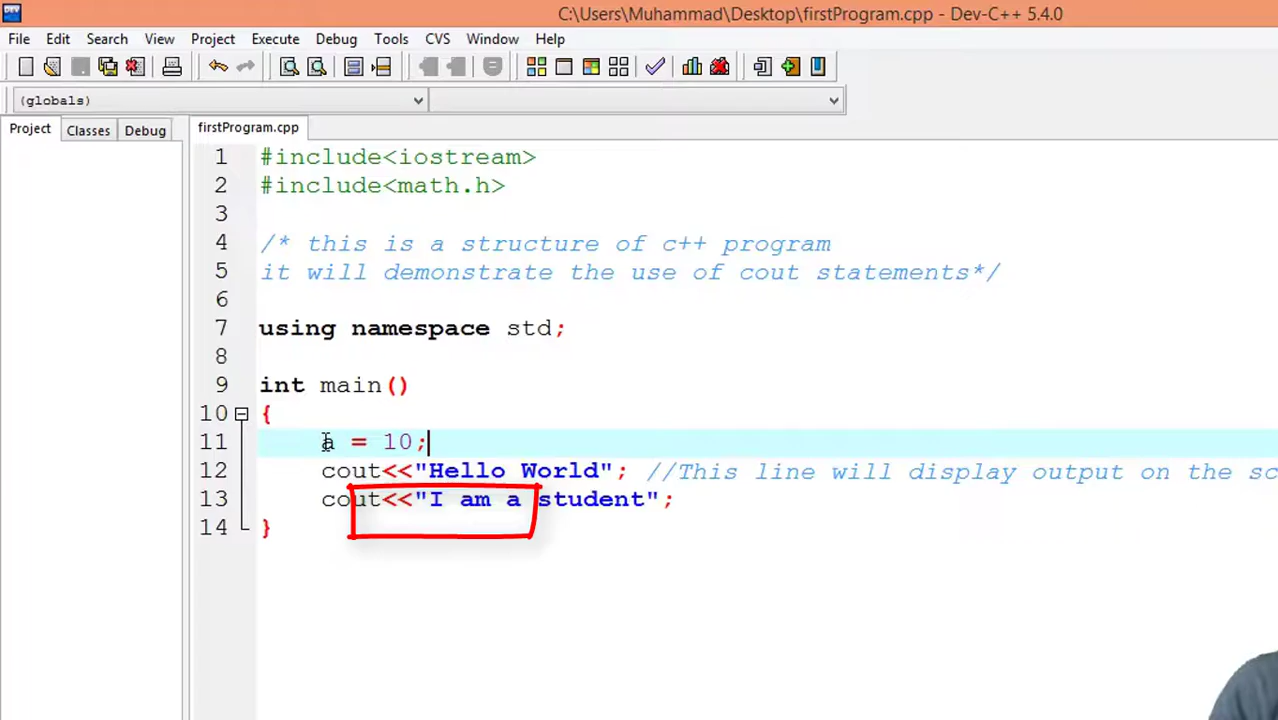 C:\Users\Muhammad\Desktop\firstProgram.cpp - Dev-C++ 5.4.0
File Edit Search View Project Execute Debug Tools CVS Window Help
(globals)
Project Classes Debug firstProgram.cpp
1 #include<iostream>
2 #include<math.h>
3
4 /* this is a structure of c++ program
5 it will demonstrate the use of cout statements*/
6
7 using namespace std;
8
9 int main()
10 {
11 a = 10;
12 cout<<"Hello World"; //This line will display output on the sc
13 cout<<"I am a student";
14 }